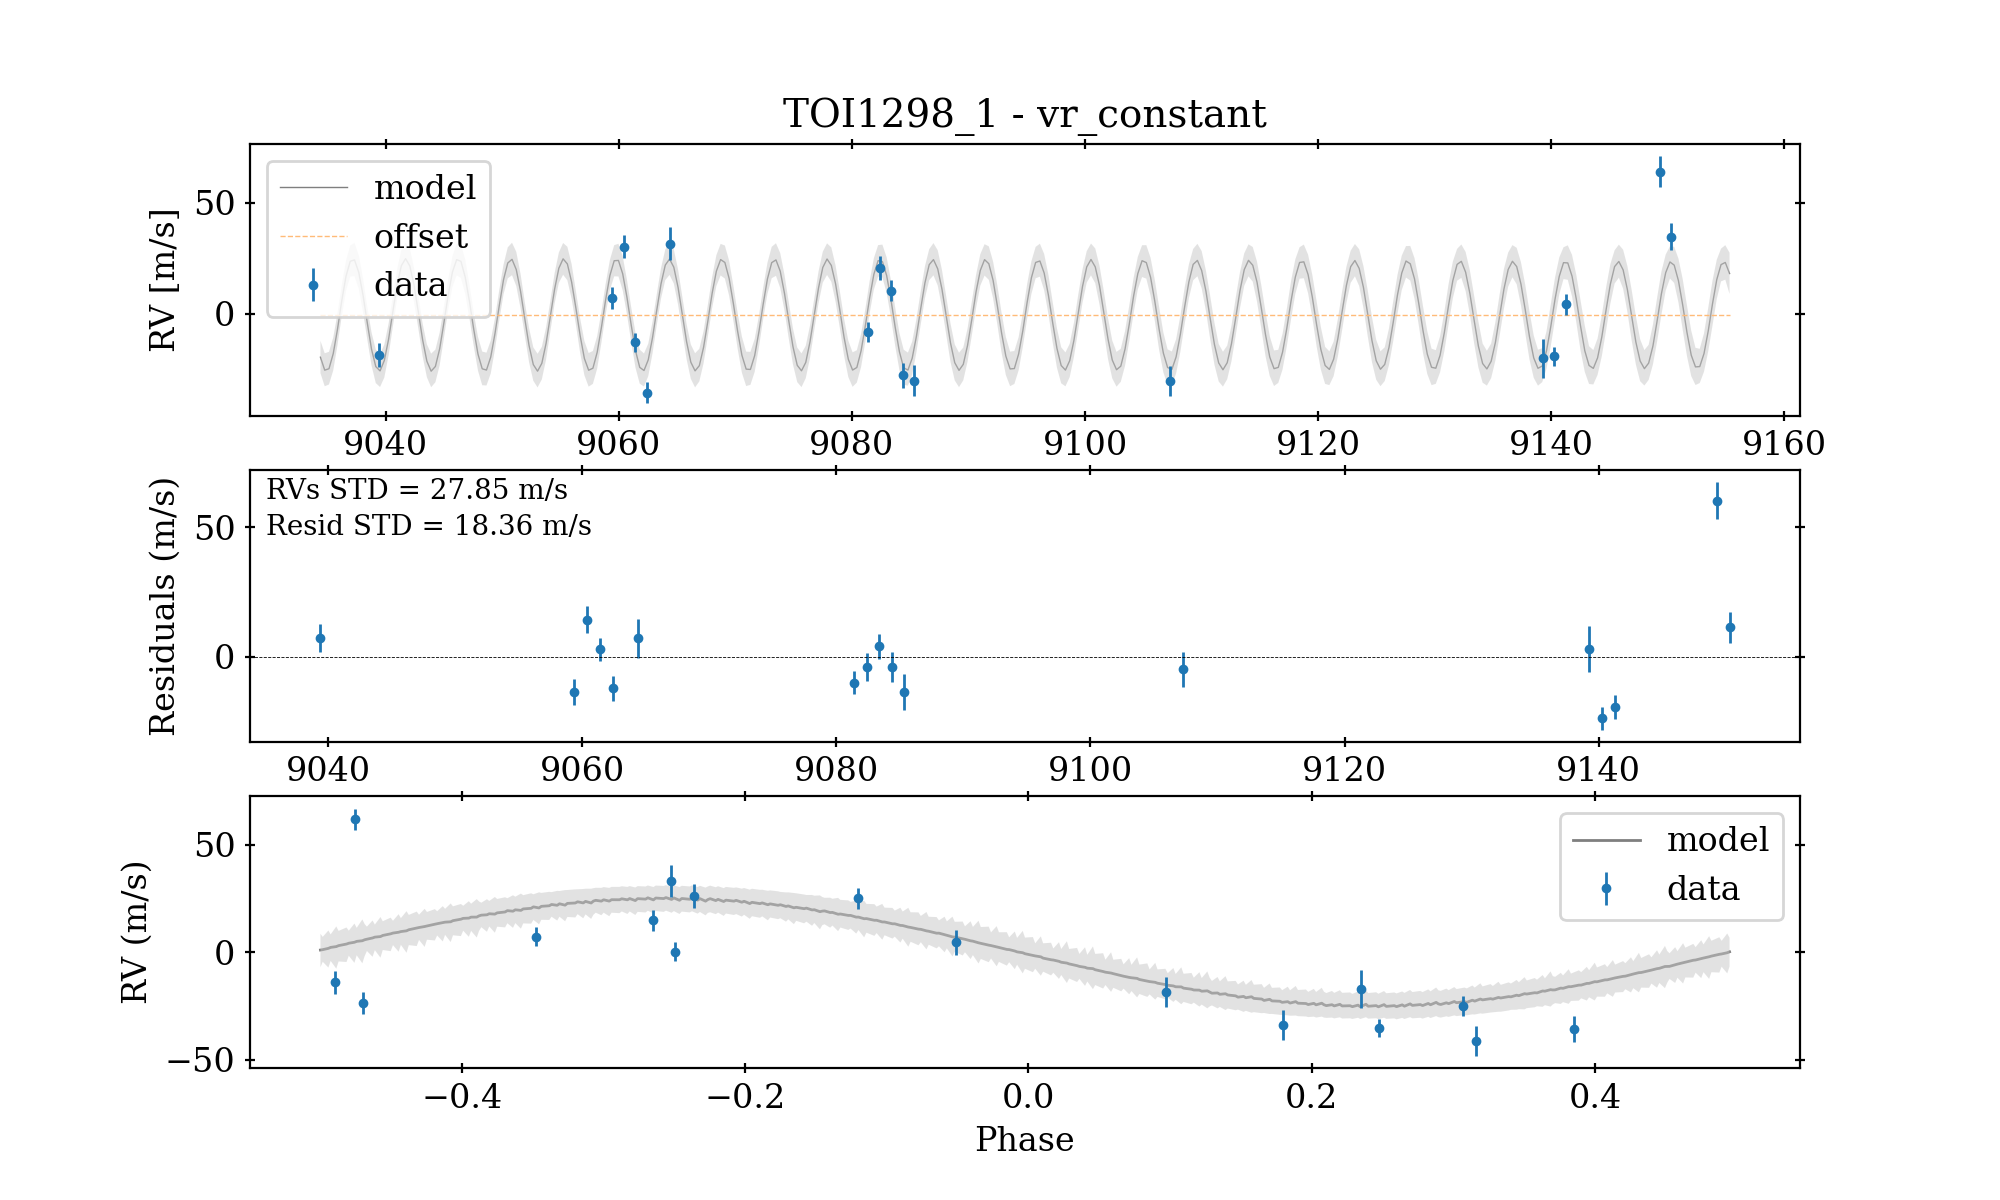 TOI1298_1 - vr_constant
RV [m/s]
50
0
model
offset
data
9040 9060 9080 9100 9120 9140 9160
Residuals (m/s)
50
0
RVs STD = 27.85 m/s
Resid STD = 18.36 m/s
9040 9060 9080 9100 9120 9140
RV (m/s)
50
0
−50
model
data
−0.4 −0.2 0.0 0.2 0.4
Phase